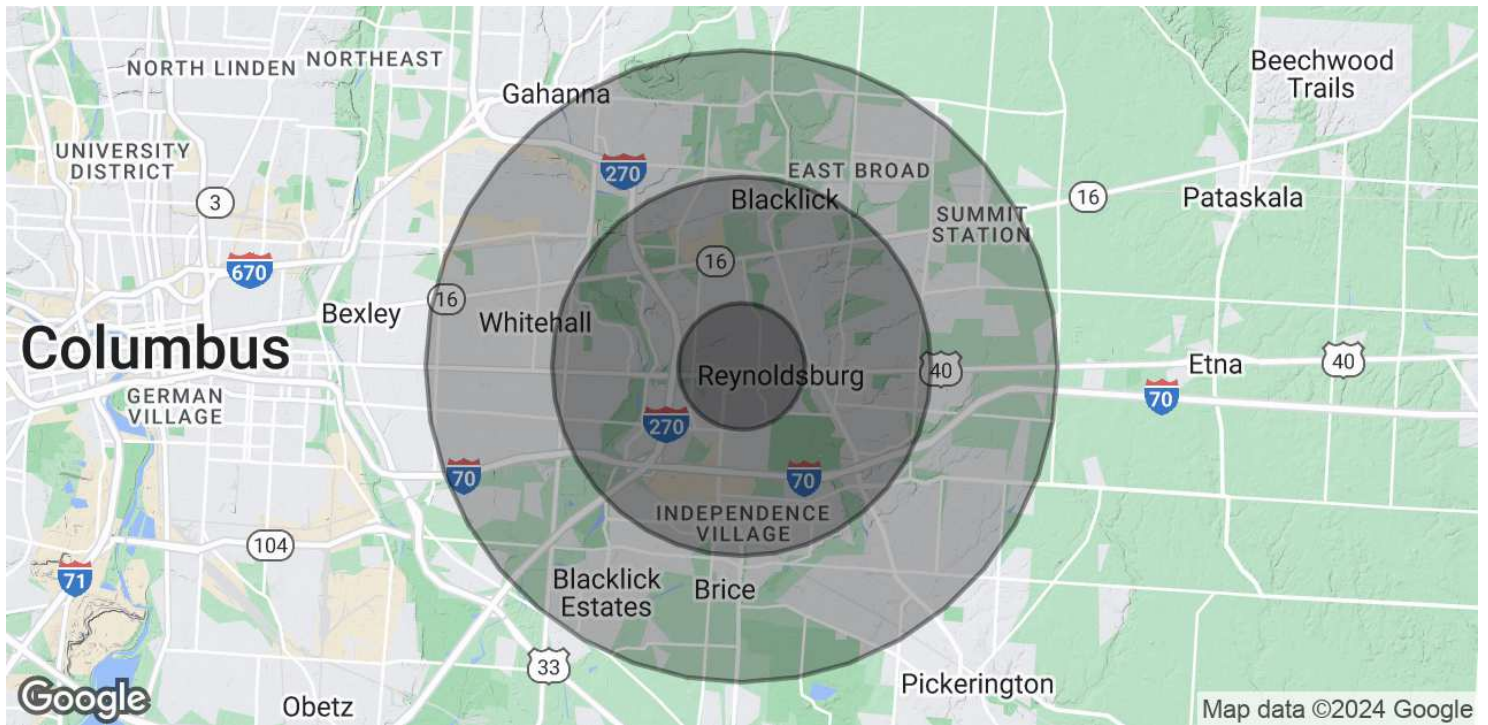 NORTH LINDEN
NORTHEAST
Gahanna
Beechwood
Trails
UNIVERSITY
DISTRICT
270
EAST BROAD
3
Blacklick
16
Pataskala
SUMMIT
STATION
670
16
16
Bexley
Whitehall
Columbus
Reynoldsburg
40
Etna
40
GERMAN
VILLAGE
70
270
70
70
INDEPENDENCE
VILLAGE
104
71
Blacklick
Estates
Brice
33
Pickerington
Google
Obetz
Map data ©2024 Google